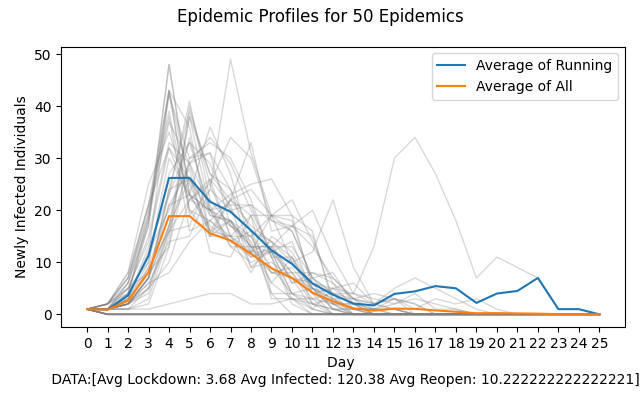 Epidemic Profiles for 50 Epidemics
50
40
30
20
10
0
Newly Infected Individuals
Average of Running
Average of All
0 1 2 3 4 5 6 7 8 9 10 11 12 13 14 15 16 17 18 19 20 21 22 23 24 25
Day
DATA:[Avg Lockdown: 3.68 Avg Infected: 120.38 Avg Reopen: 10.222222222222221]